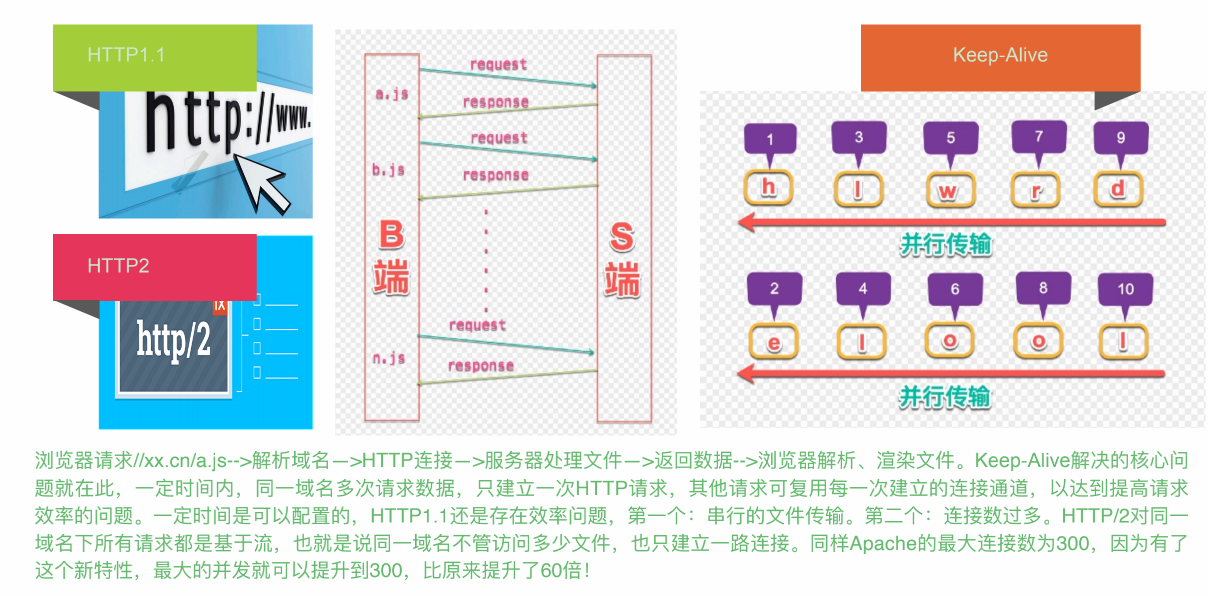 HTTP1.1
http://www.
HTTP2
http/2
request
a.js
response
request
b.js
response
B
端
S
端
request
n.js
response
Keep-Alive
1 3 5 7 9
h l w r d
并行传输
2 4 6 8 10
e l o o l
并行传输
浏览器请求//xx.cn/a.js-->解析域名—>HTTP连接—>服务器处理文件—>返回数据-->浏览器解析、渲染文件。Keep-Alive解决的核心问
题就在此，一定时间内，同一域名多次请求数据，只建立一次HTTP请求，其他请求可复用每一次建立的连接通道，以达到提高请求
效率的问题。一定时间是可以配置的，HTTP1.1还是存在效率问题，第一个：串行的文件传输。第二个：连接数过多。HTTP/2对同一
域名下所有请求都是基于流，也就是说同一域名不管访问多少文件，也只建立一路连接。同样Apache的最大连接数为300，因为有了
这个新特性，最大的并发就可以提升到300，比原来提升了60倍！